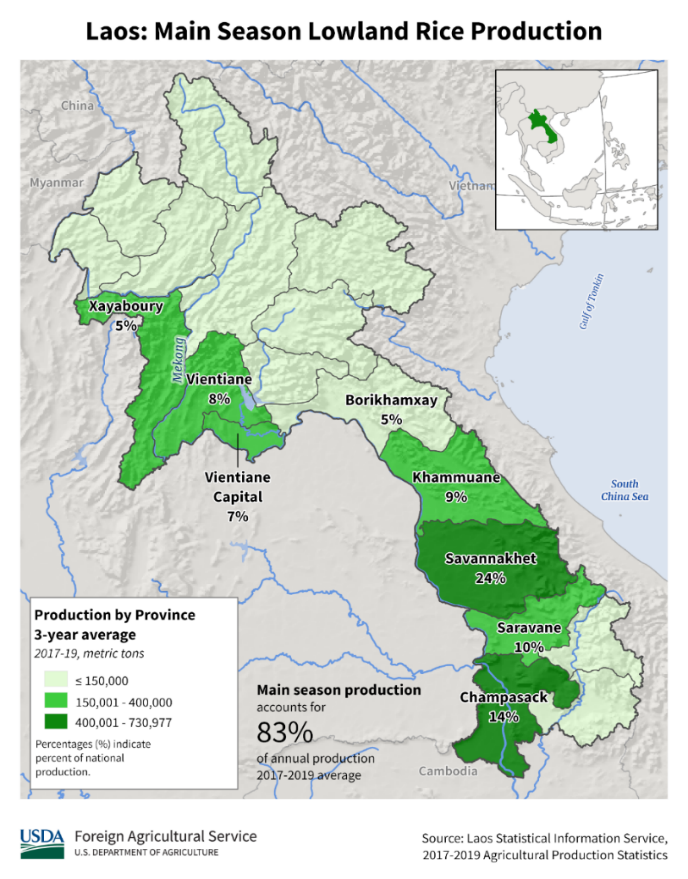 Laos: Main Season Lowland Rice Production
China
Myanmar
Vietnam
Gulf of Tonkin
Xayaboury
5%
Mekong
Vientiane
8%
Borikhamxay
5%
Vientiane
Capital
7%
Khammuane
9%
South
China Sea
Savannakhet
24%
Saravane
10%
Champasack
14%
Cambodia
Production by Province
3-year average
2017-19, metric tons
≤ 150,000
150,001 - 400,000
400,001 - 730,977
Percentages (%) indicate
percent of national
production.
Main season production
accounts for
83%
of annual production
2017-2019 average
USDA
Foreign Agricultural Service
U.S. DEPARTMENT OF AGRICULTURE
Source: Laos Statistical Information Service,
2017-2019 Agricultural Production Statistics